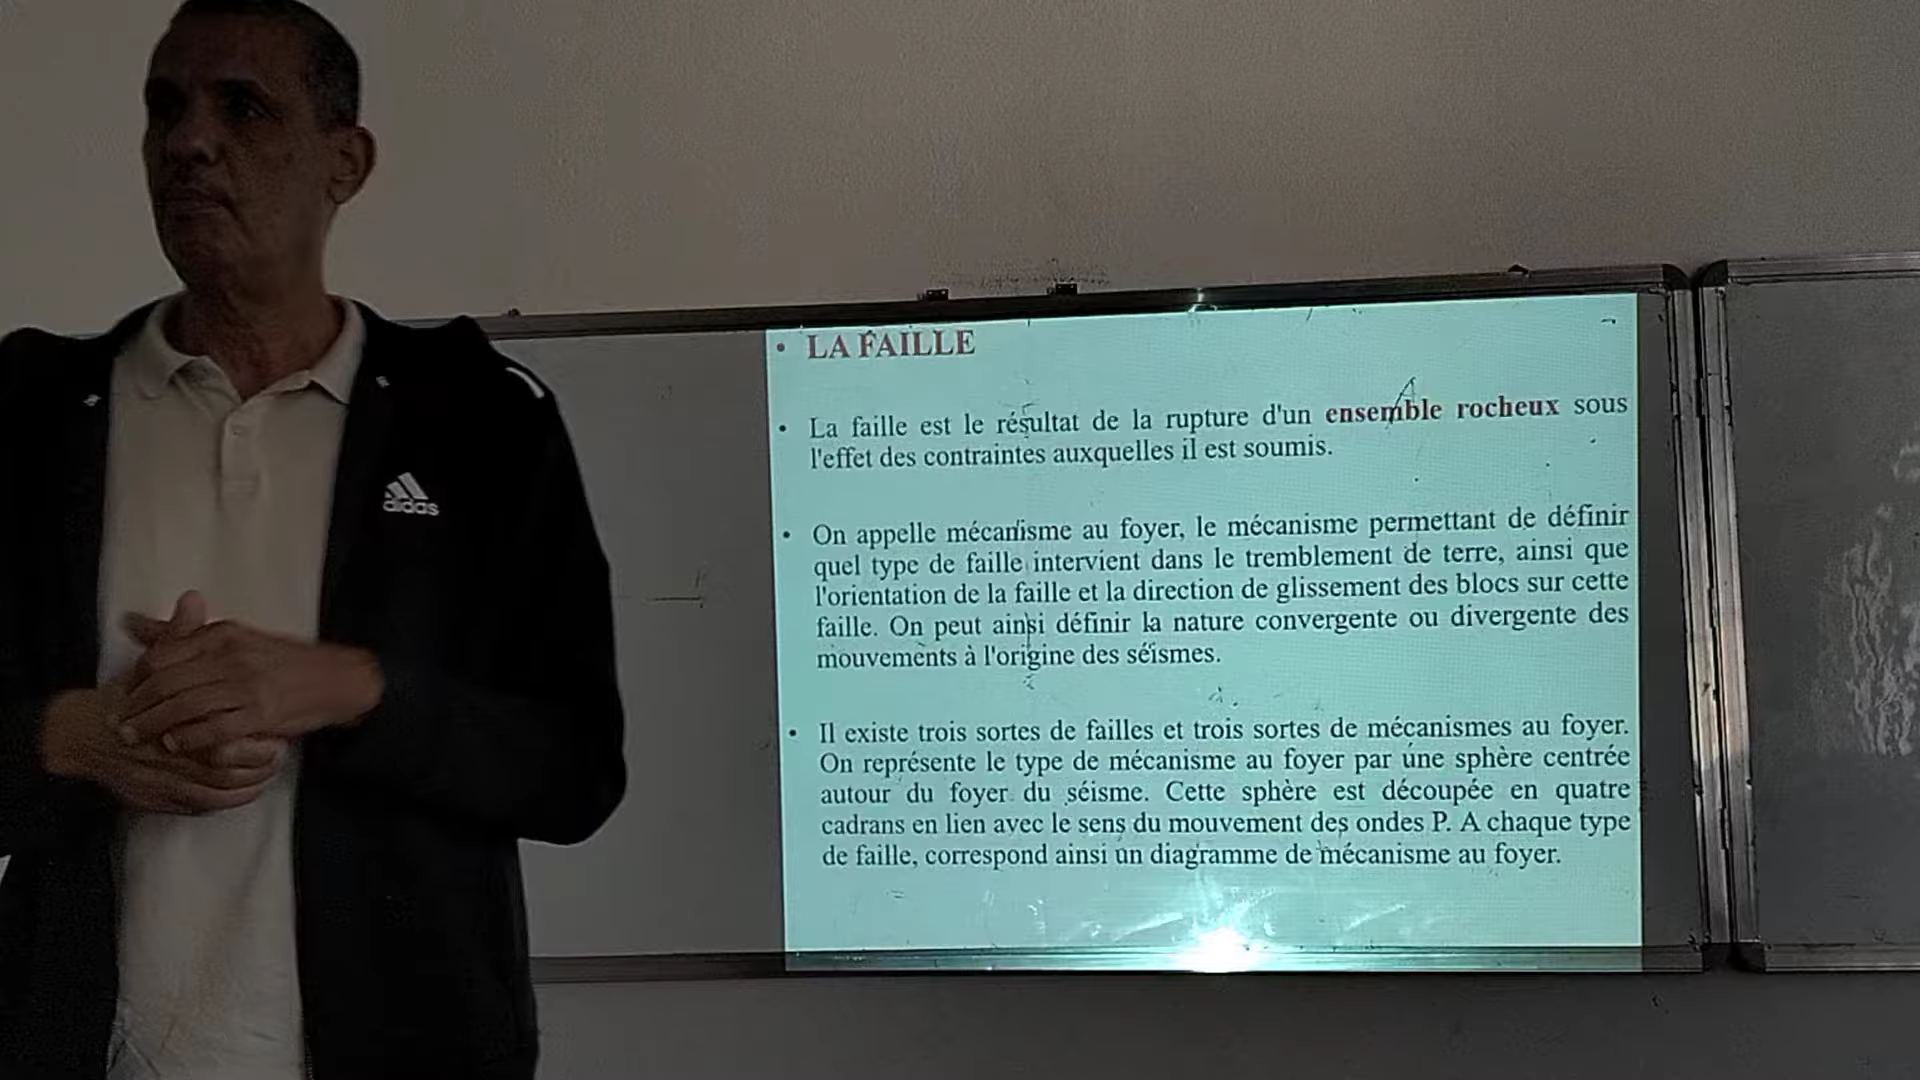 adidas
• LA FAILLE
• La faille est le résultat de la rupture d'un ensemble rocheux sous
l'effet des contraintes auxquelles il est soumis.
• On appelle mécanisme au foyer, le mécanisme permettant de définir
quel type de faille intervient dans le tremblement de terre, ainsi que
l'orientation de la faille et la direction de glissement des blocs sur cette
faille. On peut ainsi définir la nature convergente ou divergente des
mouvements à l'origine des séismes.
• Il existe trois sortes de failles et trois sortes de mécanismes au foyer.
On représente le type de mécanisme au foyer par une sphère centrée
autour du foyer du séisme. Cette sphère est découpée en quatre
cadrans en lien avec le sens du mouvement des ondes P. A chaque type
de faille, correspond ainsi un diagramme de mécanisme au foyer.